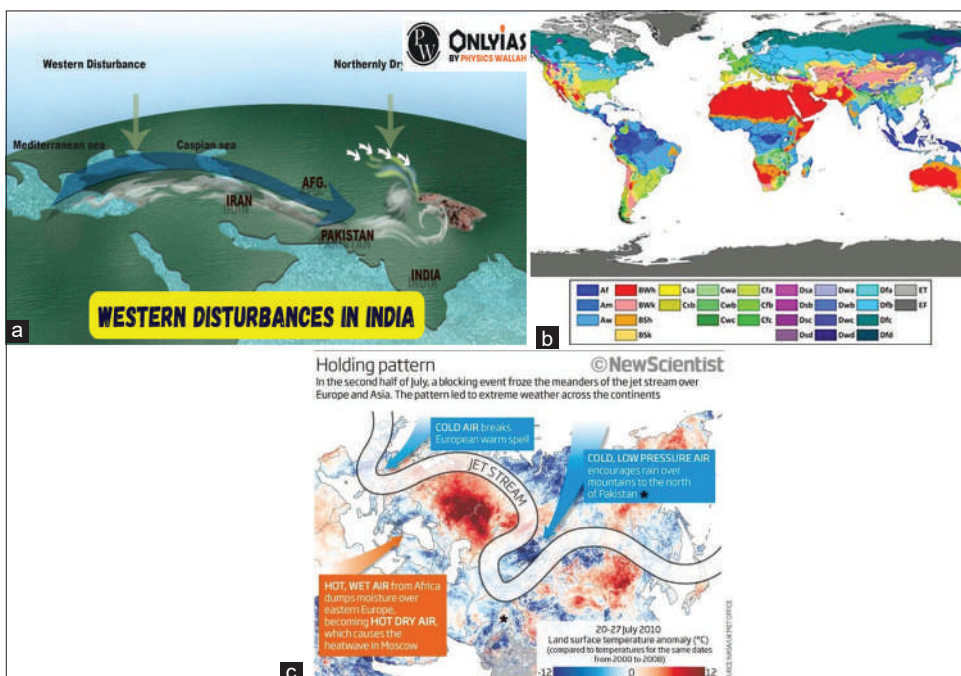 PW
ONLYIAS
BY PHYSICS WALLAH
Western Disturbance
Northernly Dry
Mediterranean sea
Caspian sea
AFG.
IRAN
PAKISTAN
INDIA
WESTERN DISTURBANCES IN INDIA
a
Af BWh Csa Cwa Cfa Dsa Dwa Dfa ET
Am BWk Csb Cwb Cfb Dsb Dwb Dfb EF
Aw BSh Cwc Cfc Dsc Dwc Dfc
BSk Dsd Dwd Dfd
b
Holding pattern
©NewScientist
In the second half of July, a blocking event froze the meanders of the jet stream over
Europe and Asia. The pattern led to extreme weather across the continents
COLD AIR breaks
European warm spell
JET STREAM
COLD, LOW PRESSURE AIR
encourages rain over
mountains to the north
of Pakistan ★
HOT, WET AIR from Africa
dumps moisture over
eastern Europe,
becoming HOT DRY AIR,
which causes the
heatwave in Moscow
20-27 July 2010
Land surface temperature anomaly (°C)
(compared to temperatures for the same dates
from 2000 to 2008)
-12 0 12
c